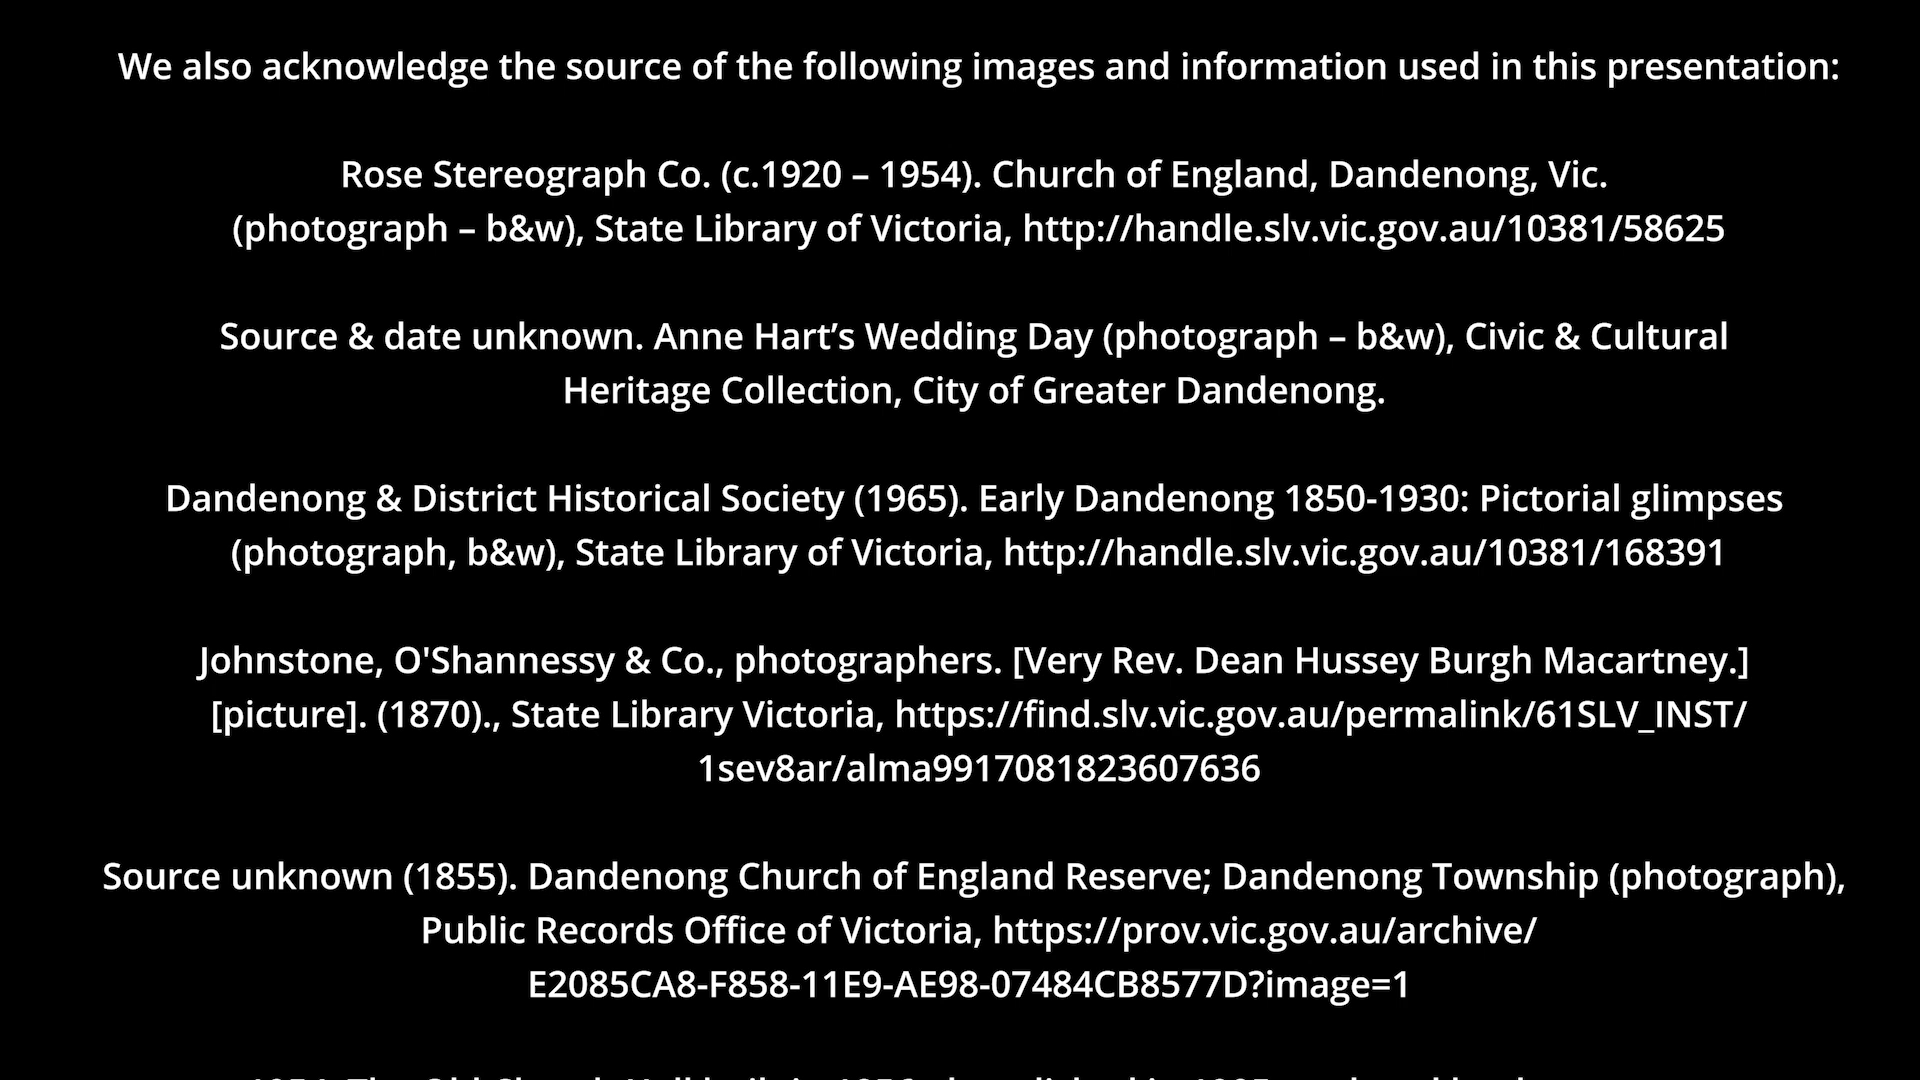 We also acknowledge the source of the following images and information used in this presentation:
Rose Stereograph Co. (c.1920 – 1954). Church of England, Dandenong, Vic.
(photograph – b&w), State Library of Victoria, http://handle.slv.vic.gov.au/10381/58625
Source & date unknown. Anne Hart’s Wedding Day (photograph – b&w), Civic & Cultural
Heritage Collection, City of Greater Dandenong.
Dandenong & District Historical Society (1965). Early Dandenong 1850-1930: Pictorial glimpses
(photograph, b&w), State Library of Victoria, http://handle.slv.vic.gov.au/10381/168391
Johnstone, O'Shannessy & Co., photographers. [Very Rev. Dean Hussey Burgh Macartney.]
[picture]. (1870)., State Library Victoria, https://find.slv.vic.gov.au/permalink/61SLV_INST/
1sev8ar/alma9917081823607636
Source unknown (1855). Dandenong Church of England Reserve; Dandenong Township (photograph),
Public Records Office of Victoria, https://prov.vic.gov.au/archive/
E2085CA8-F858-11E9-AE98-07484CB8577D?image=1